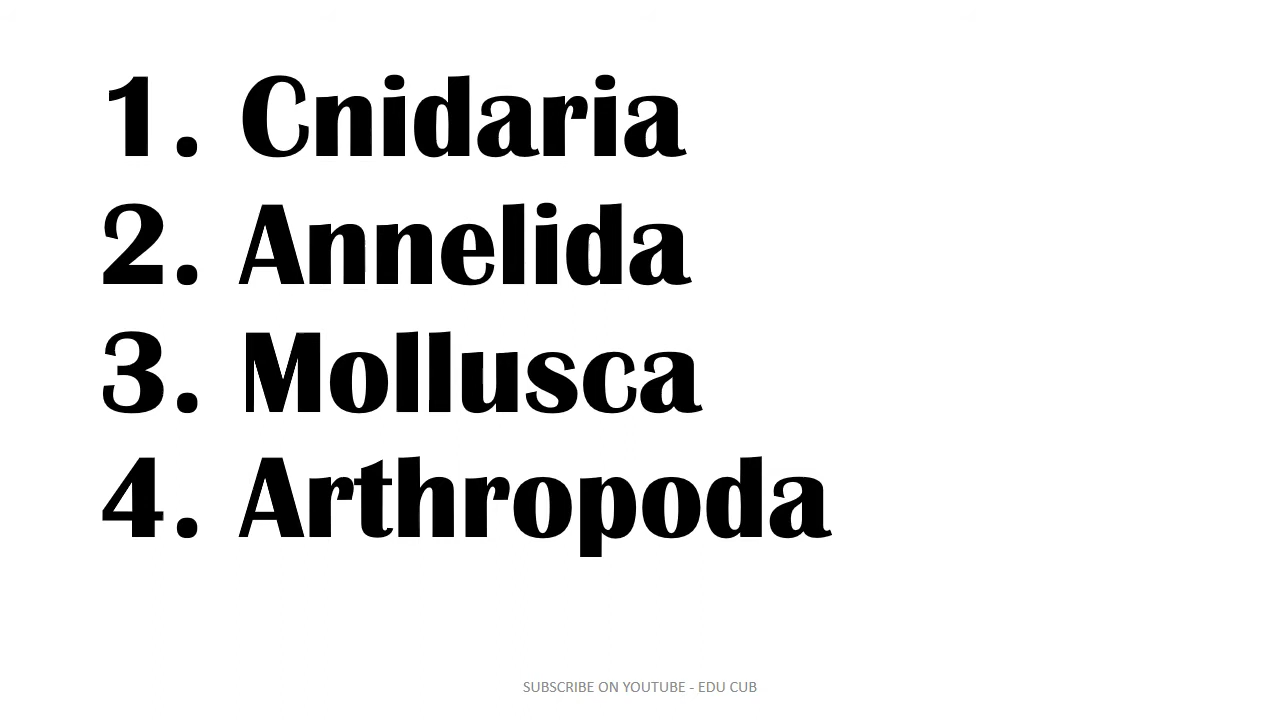 1. Cnidaria
2. Annelida
3. Mollusca
4. Arthropoda
SUBSCRIBE ON YOUTUBE - EDU CUB